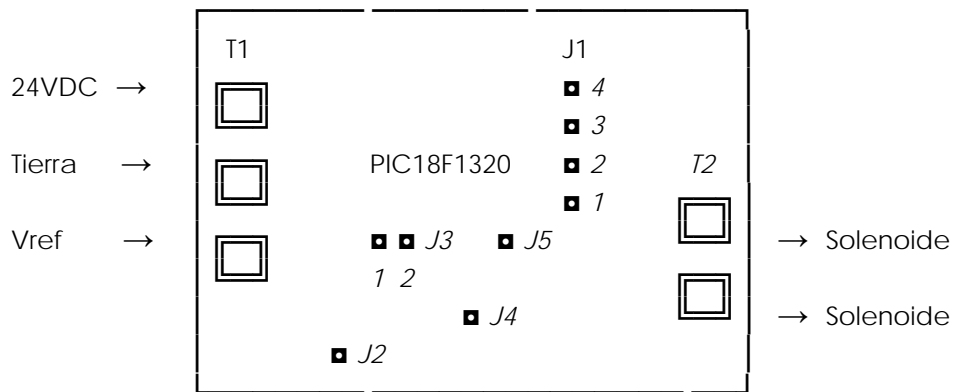 T1 J1
24VDC → 4
3
Tierra → PIC18F1320 2 T2
1
Vref → J3 J5 → Solenoide
1 2
J4 → Solenoide
J2